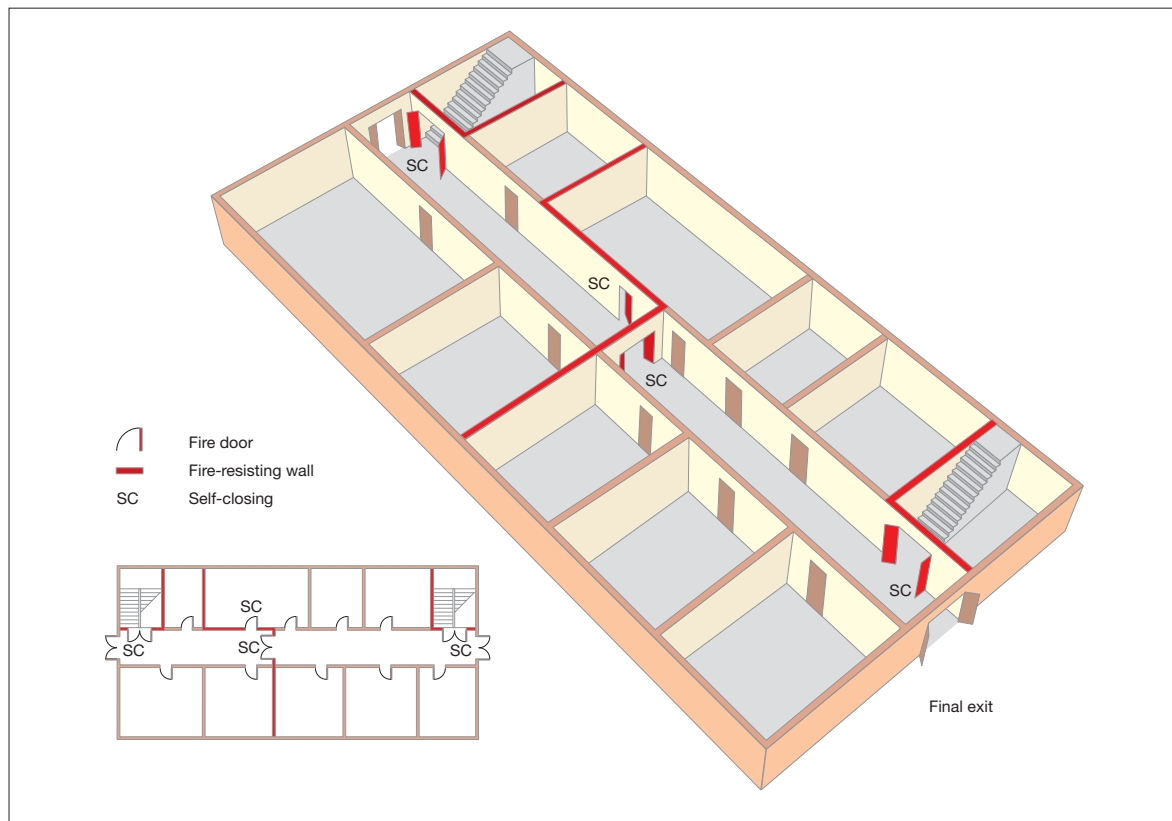 SC
SC
SC
SC
Fire door
Fire-resisting wall
SC Self-closing
SC
SC SC SC
Final exit